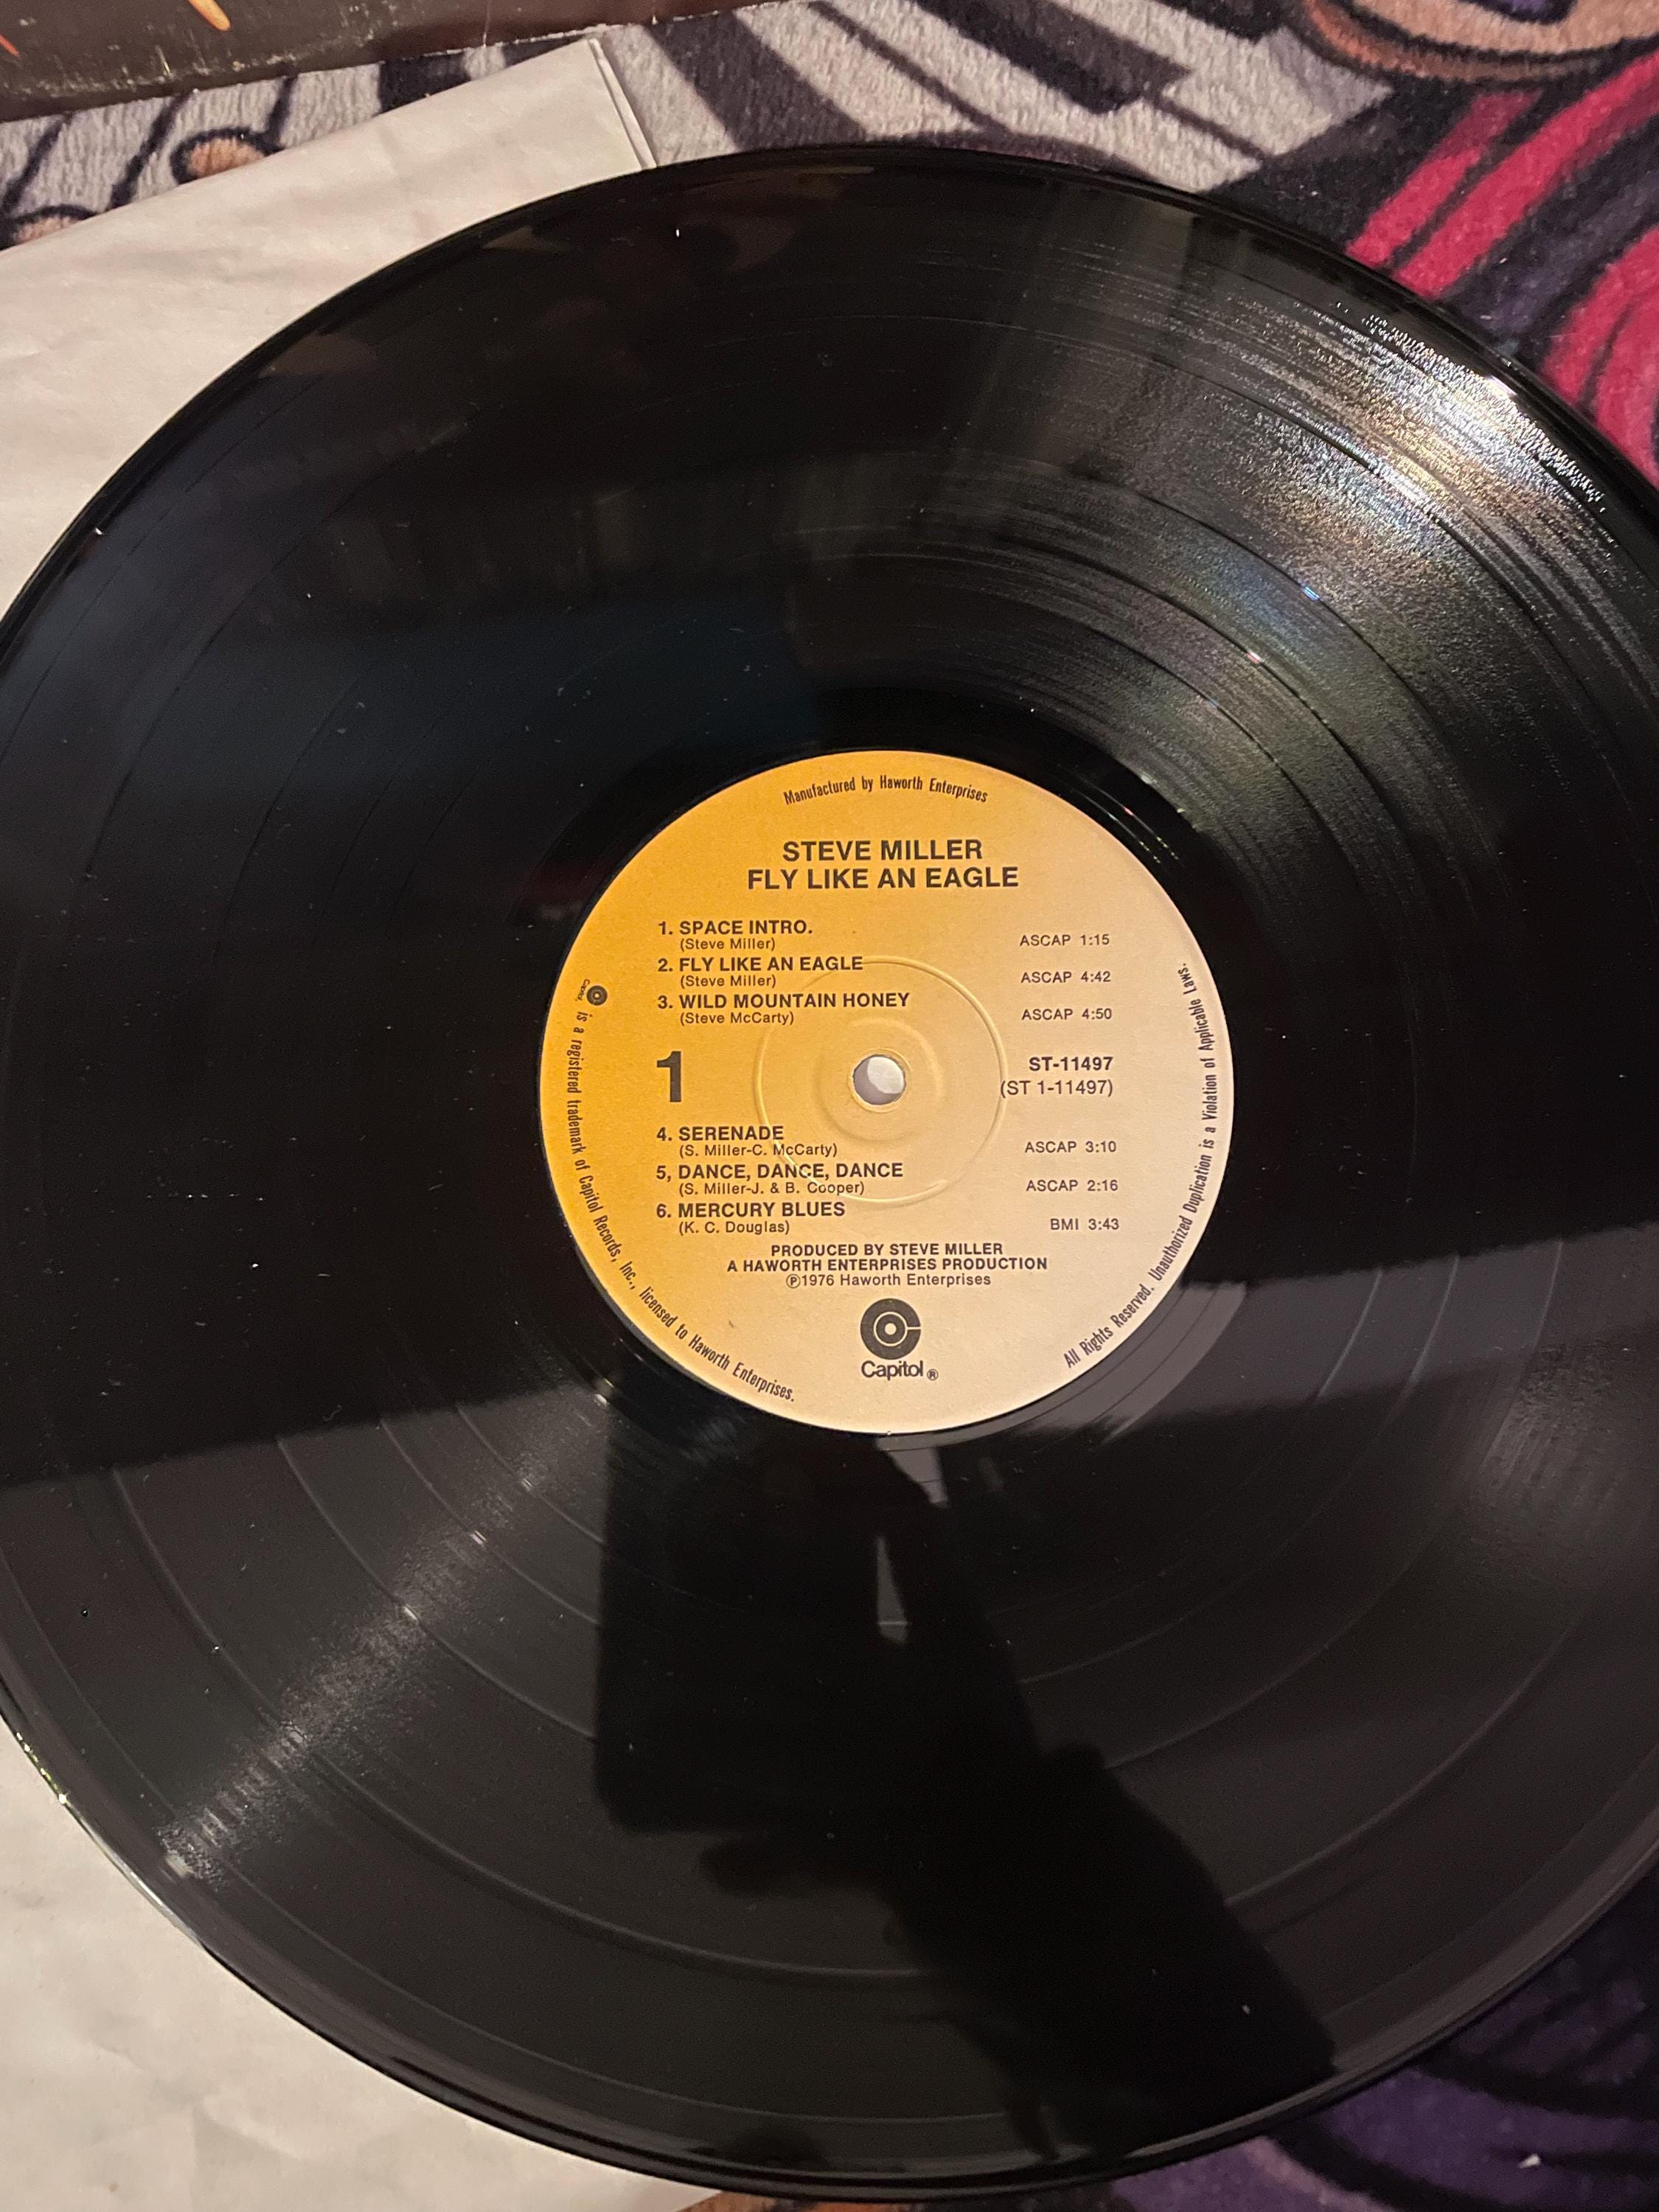 Manufactured by Haworth Enterprises
STEVE MILLER
FLY LIKE AN EAGLE
1. SPACE INTRO. ASCAP 1:15
(Steve Miller)
2. FLY LIKE AN EAGLE ASCAP 4:42
(Steve Miller)
3. WILD MOUNTAIN HONEY ASCAP 4:50
(Steve McCarty)
1
ST-11497
(ST 1-11497)
4. SERENADE ASCAP 3:10
(S. Miller-C. McCarty)
5, DANCE, DANCE, DANCE ASCAP 2:16
(S. Miller-J. & B. Cooper)
6. MERCURY BLUES BMI 3:43
(K. C. Douglas)
PRODUCED BY STEVE MILLER
A HAWORTH ENTERPRISES PRODUCTION
℗1976 Haworth Enterprises
Capitol®
Capitol. is a registered trademark of Capitol Records, Inc., licensed to Haworth Enterprises.
All Rights Reserved. Unauthorized Duplication is a Violation of Applicable Laws.